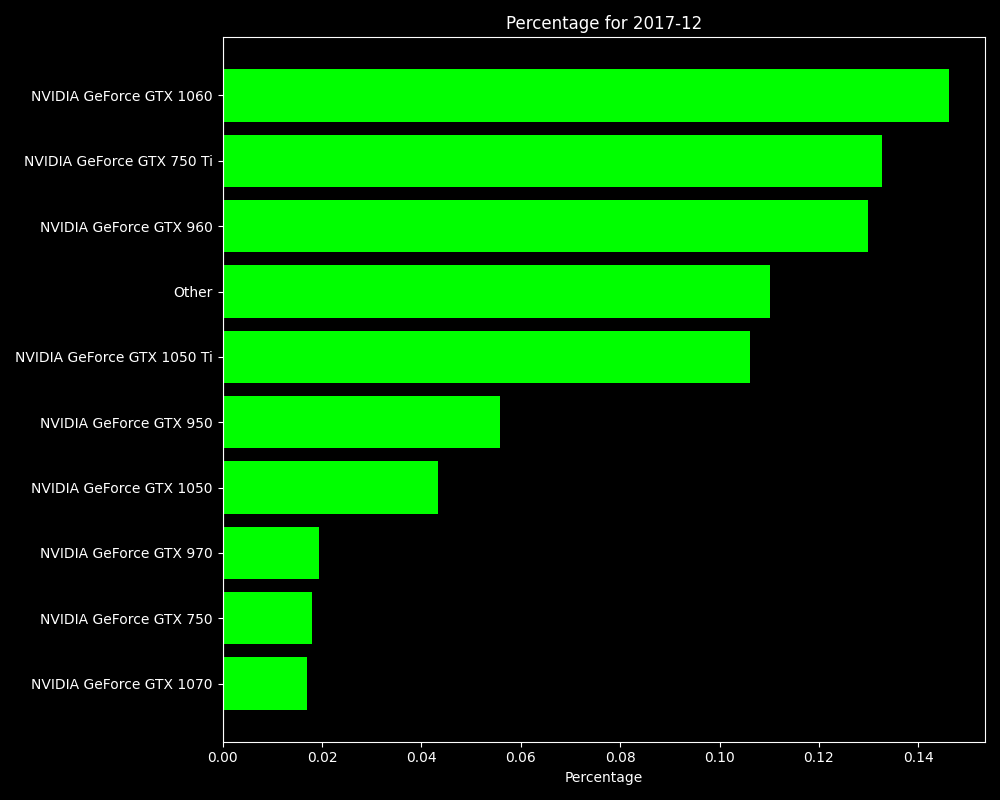 Percentage for 2017-12
NVIDIA GeForce GTX 1060
NVIDIA GeForce GTX 750 Ti
NVIDIA GeForce GTX 960
Other
NVIDIA GeForce GTX 1050 Ti
NVIDIA GeForce GTX 950
NVIDIA GeForce GTX 1050
NVIDIA GeForce GTX 970
NVIDIA GeForce GTX 750
NVIDIA GeForce GTX 1070
0.00 0.02 0.04 0.06 0.08 0.10 0.12 0.14
Percentage